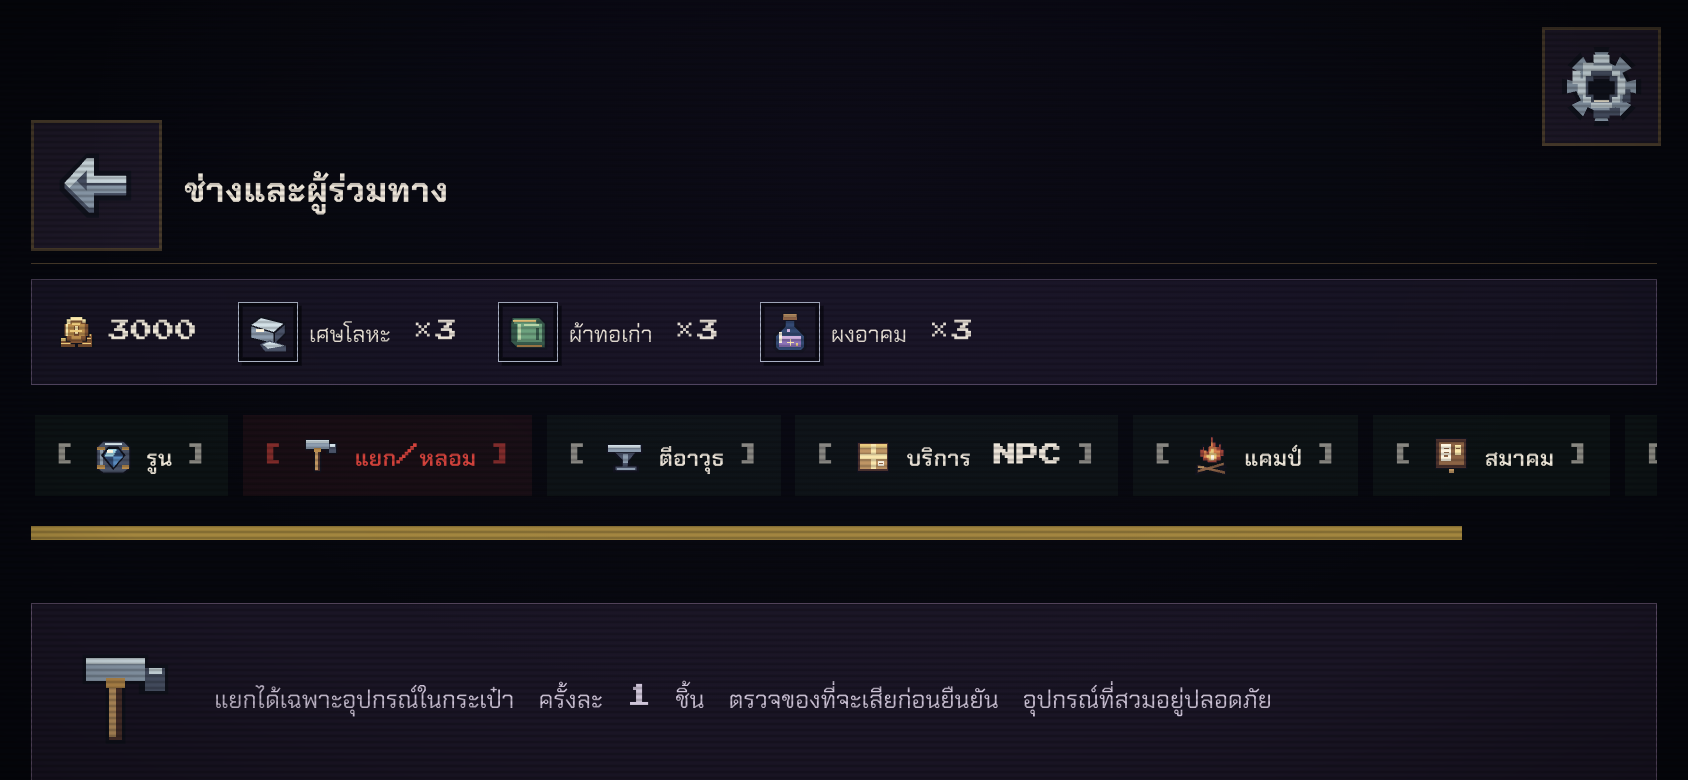 ช่างและผู้ร่วมทาง
3000 เศษโลหะ ×3 ผ้าทอเก่า ×3 ผงอาคม ×3
[ รูน ] [ แยก/หลอม ] [ ตีอาวุธ ] [ บริการ NPC ] [ แคมป์ ] [ สมาคม ] [
แยกได้เฉพาะอุปกรณ์ในกระเป๋า ครั้งละ 1 ชิ้น ตรวจของที่จะเสียก่อนยืนยัน อุปกรณ์ที่สวมอยู่ปลอดภัย